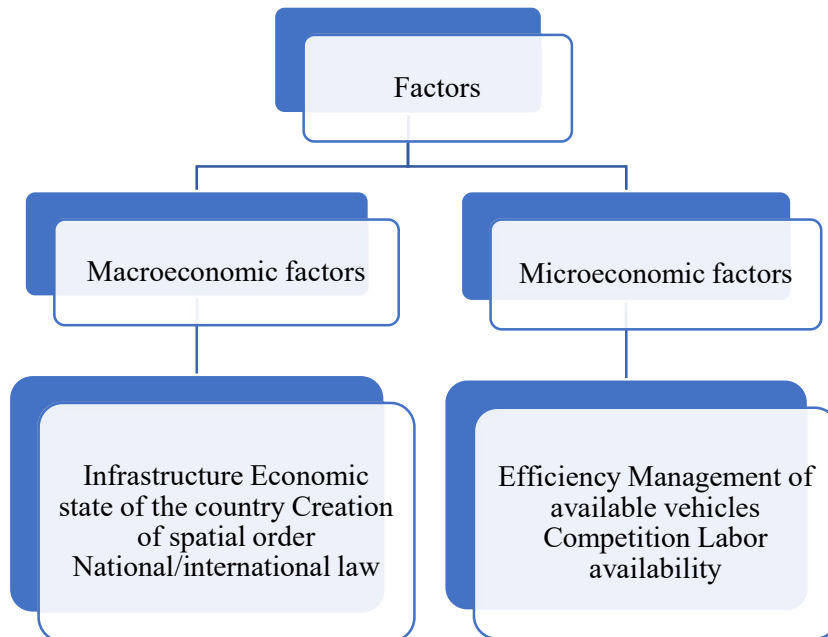 Factors
Macroeconomic factors
Microeconomic factors
Infrastructure Economic
state of the country Creation
of spatial order
National/international law
Efficiency Management of
available vehicles
Competition Labor
availability